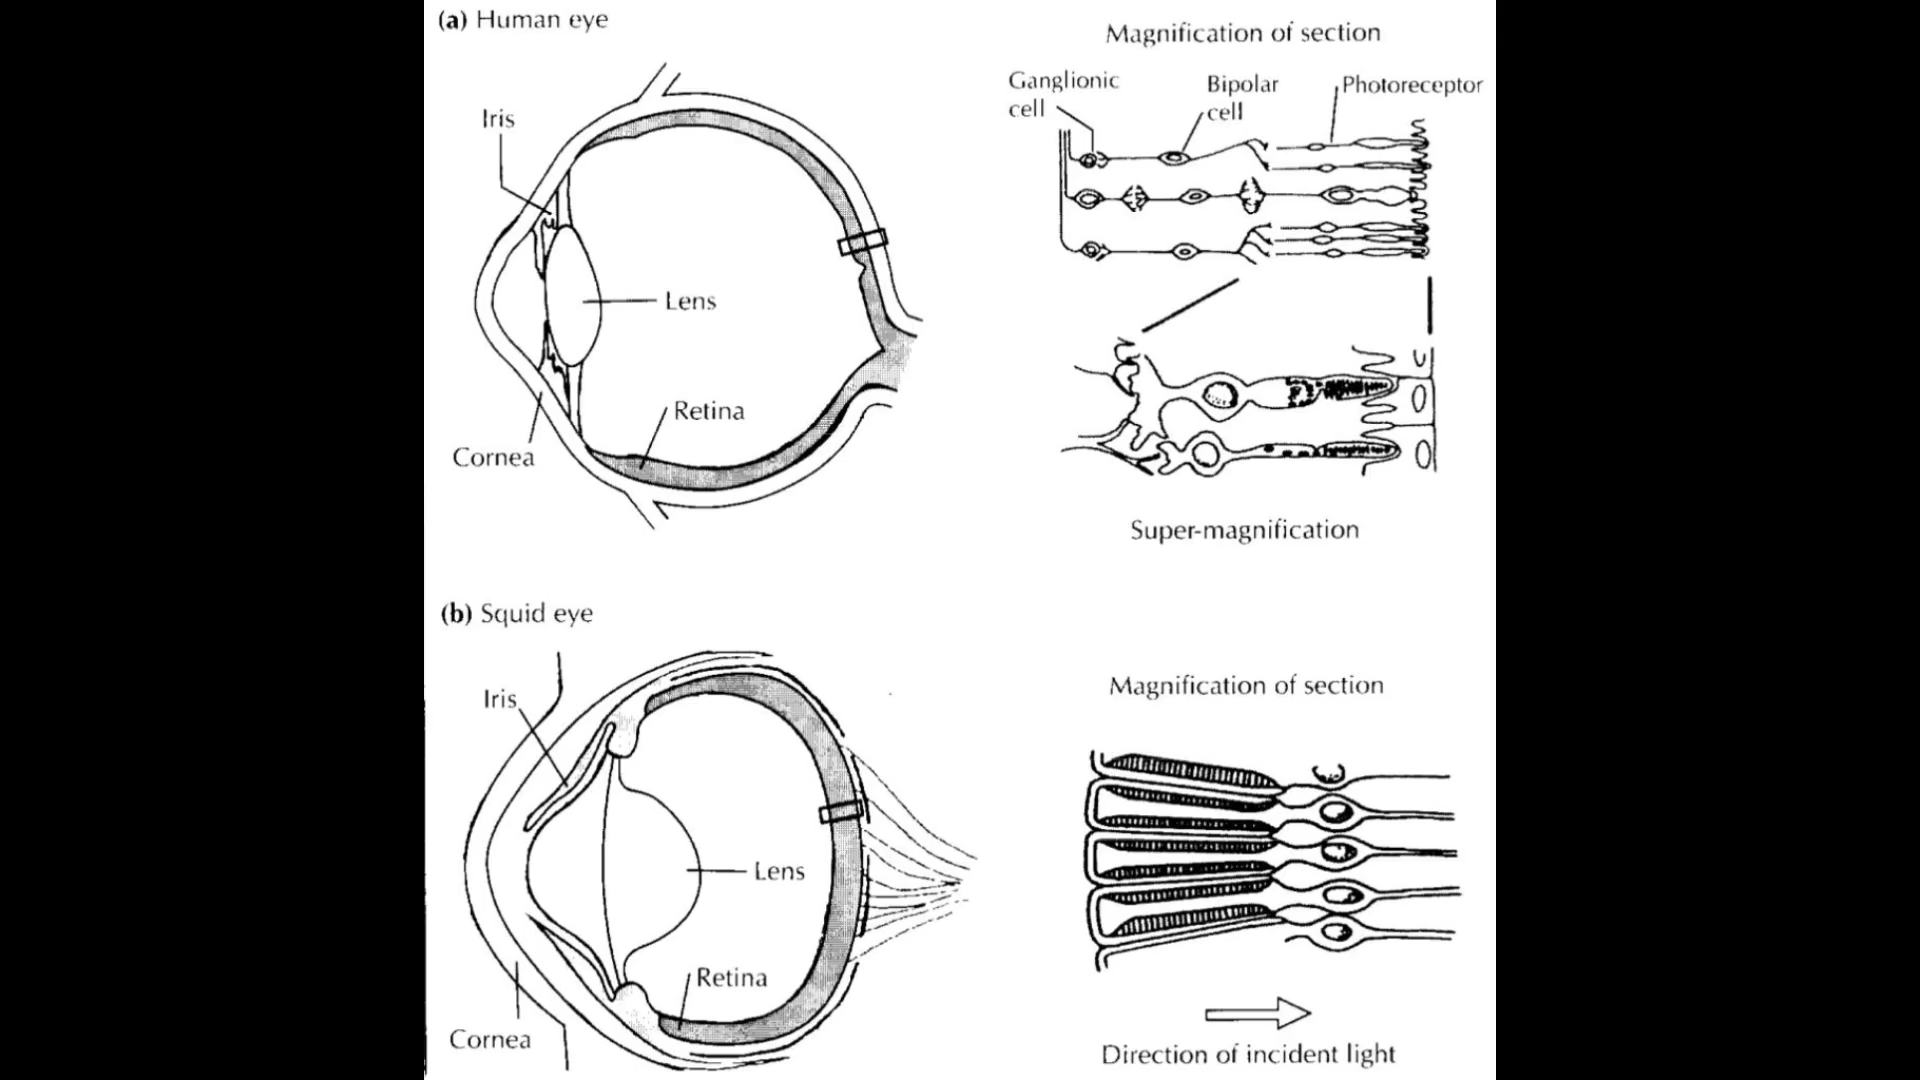 (a) Human eye
Magnification of section
Ganglionic
cell
Bipolar
cell
Photoreceptor
Iris
Lens
Retina
Cornea
Super-magnification
(b) Squid eye
Iris
Magnification of section
Lens
Retina
Cornea
Direction of incident light